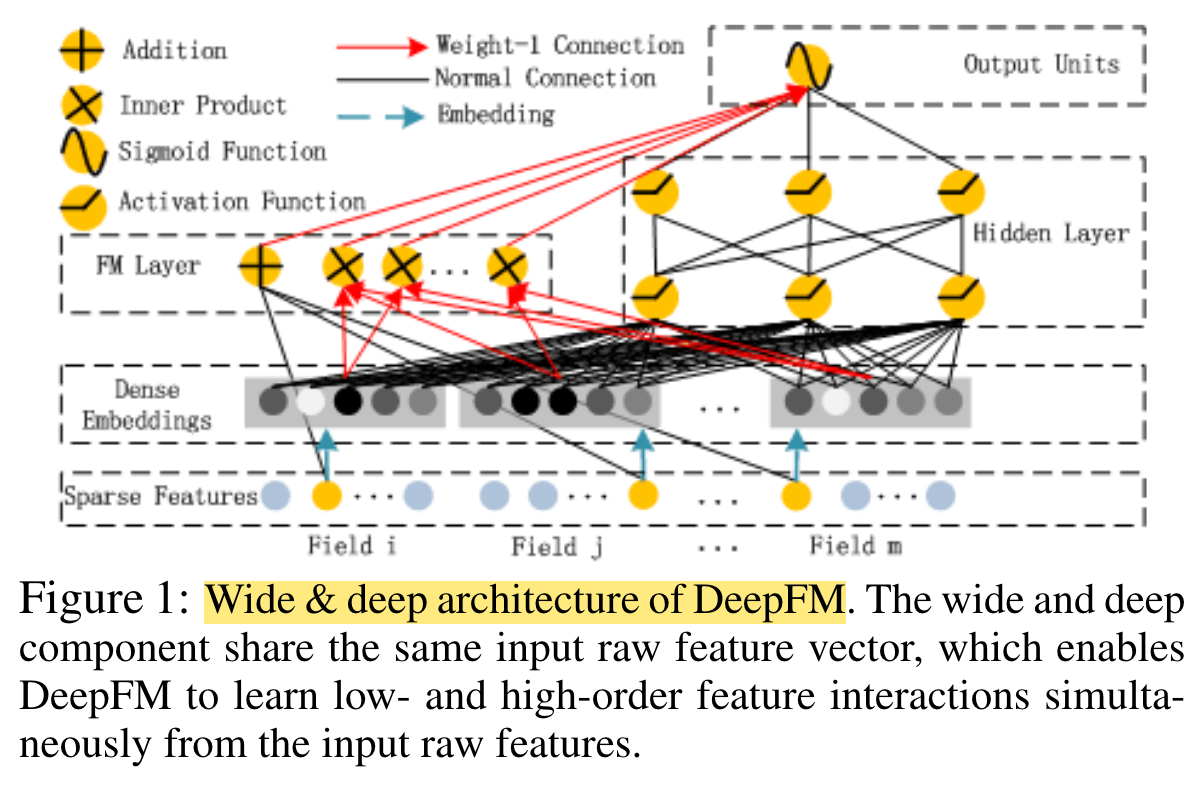 Addition
Inner Product
Sigmoid Function
Activation Function
Weight-1 Connection
Normal Connection
Embedding
Output Units
Hidden Layer
FM Layer
...
Dense
Embeddings
...
Sparse Features
...
...
...
...
Field i
Field j
...
Field m
Figure 1: Wide & deep architecture of DeepFM. The wide and deep
component share the same input raw feature vector, which enables
DeepFM to learn low- and high-order feature interactions simulta-
neously from the input raw features.